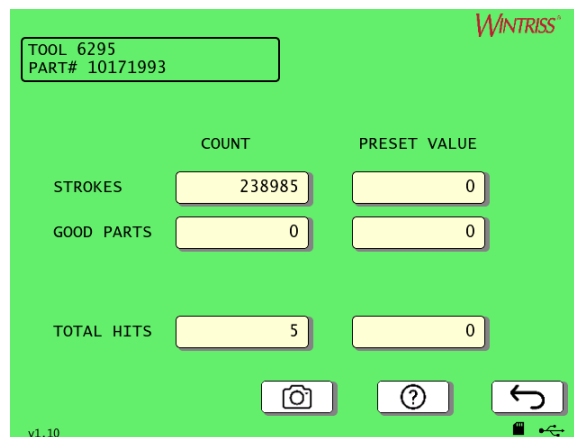 WINTRISS®
TOOL 6295
PART# 10171993
COUNT PRESET VALUE
STROKES 238985 0
GOOD PARTS 0 0
TOTAL HITS 5 0
?
v1.10